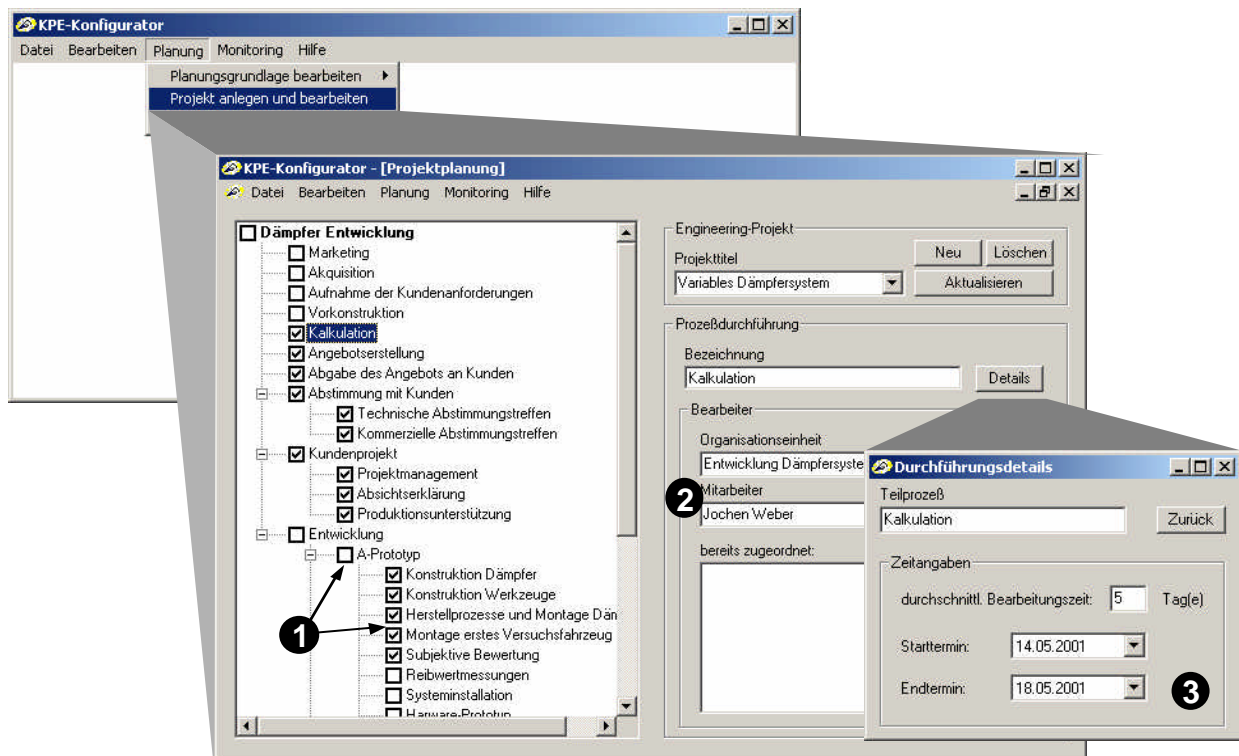 KPE-Konfigurator
Datei Bearbeiten Planung Monitoring Hilfe
Planungsgrundlage bearbeiten
Projekt anlegen und bearbeiten
KPE-Konfigurator - [Projektplanung]
Datei Bearbeiten Planung Monitoring Hilfe
Dämpfer Entwicklung
Marketing
Akquisition
Aufnahme der Kundenanforderungen
Vorkonstruktion
Kalkulation
Angebotserstellung
Abgabe des Angebots an Kunden
Abstimmung mit Kunden
Technische Abstimmungstreffen
Kommerzielle Abstimmungstreffen
Kundenprojekt
Projektmanagement
Absichtserklärung
Produktionsunterstützung
Entwicklung
A-Prototyp
Konstruktion Dämpfer
Konstruktion Werkzeuge
Herstellprozesse und Montage Dän
Montage erstes Versuchsfahrzeug
Subjektive Bewertung
Reibwertmessungen
Systeminstallation
1
Engineering-Projekt
Projekttitel
Neu Löschen
Variables Dämpfersystem
Aktualisieren
Prozeßdurchführung
Bezeichnung
Kalkulation
Details
Bearbeiter
Organisationseinheit
Entwicklung Dämpfersyste
2
Mitarbeiter
Jochen Weber
bereits zugeordnet:
Durchführungsdetails
Teilprozeß
Kalkulation
Zurück
Zeitangaben
durchschnittl. Bearbeitungszeit: 5 Tag(e)
Starttermin: 14.05.2001
Endtermin: 18.05.2001
3